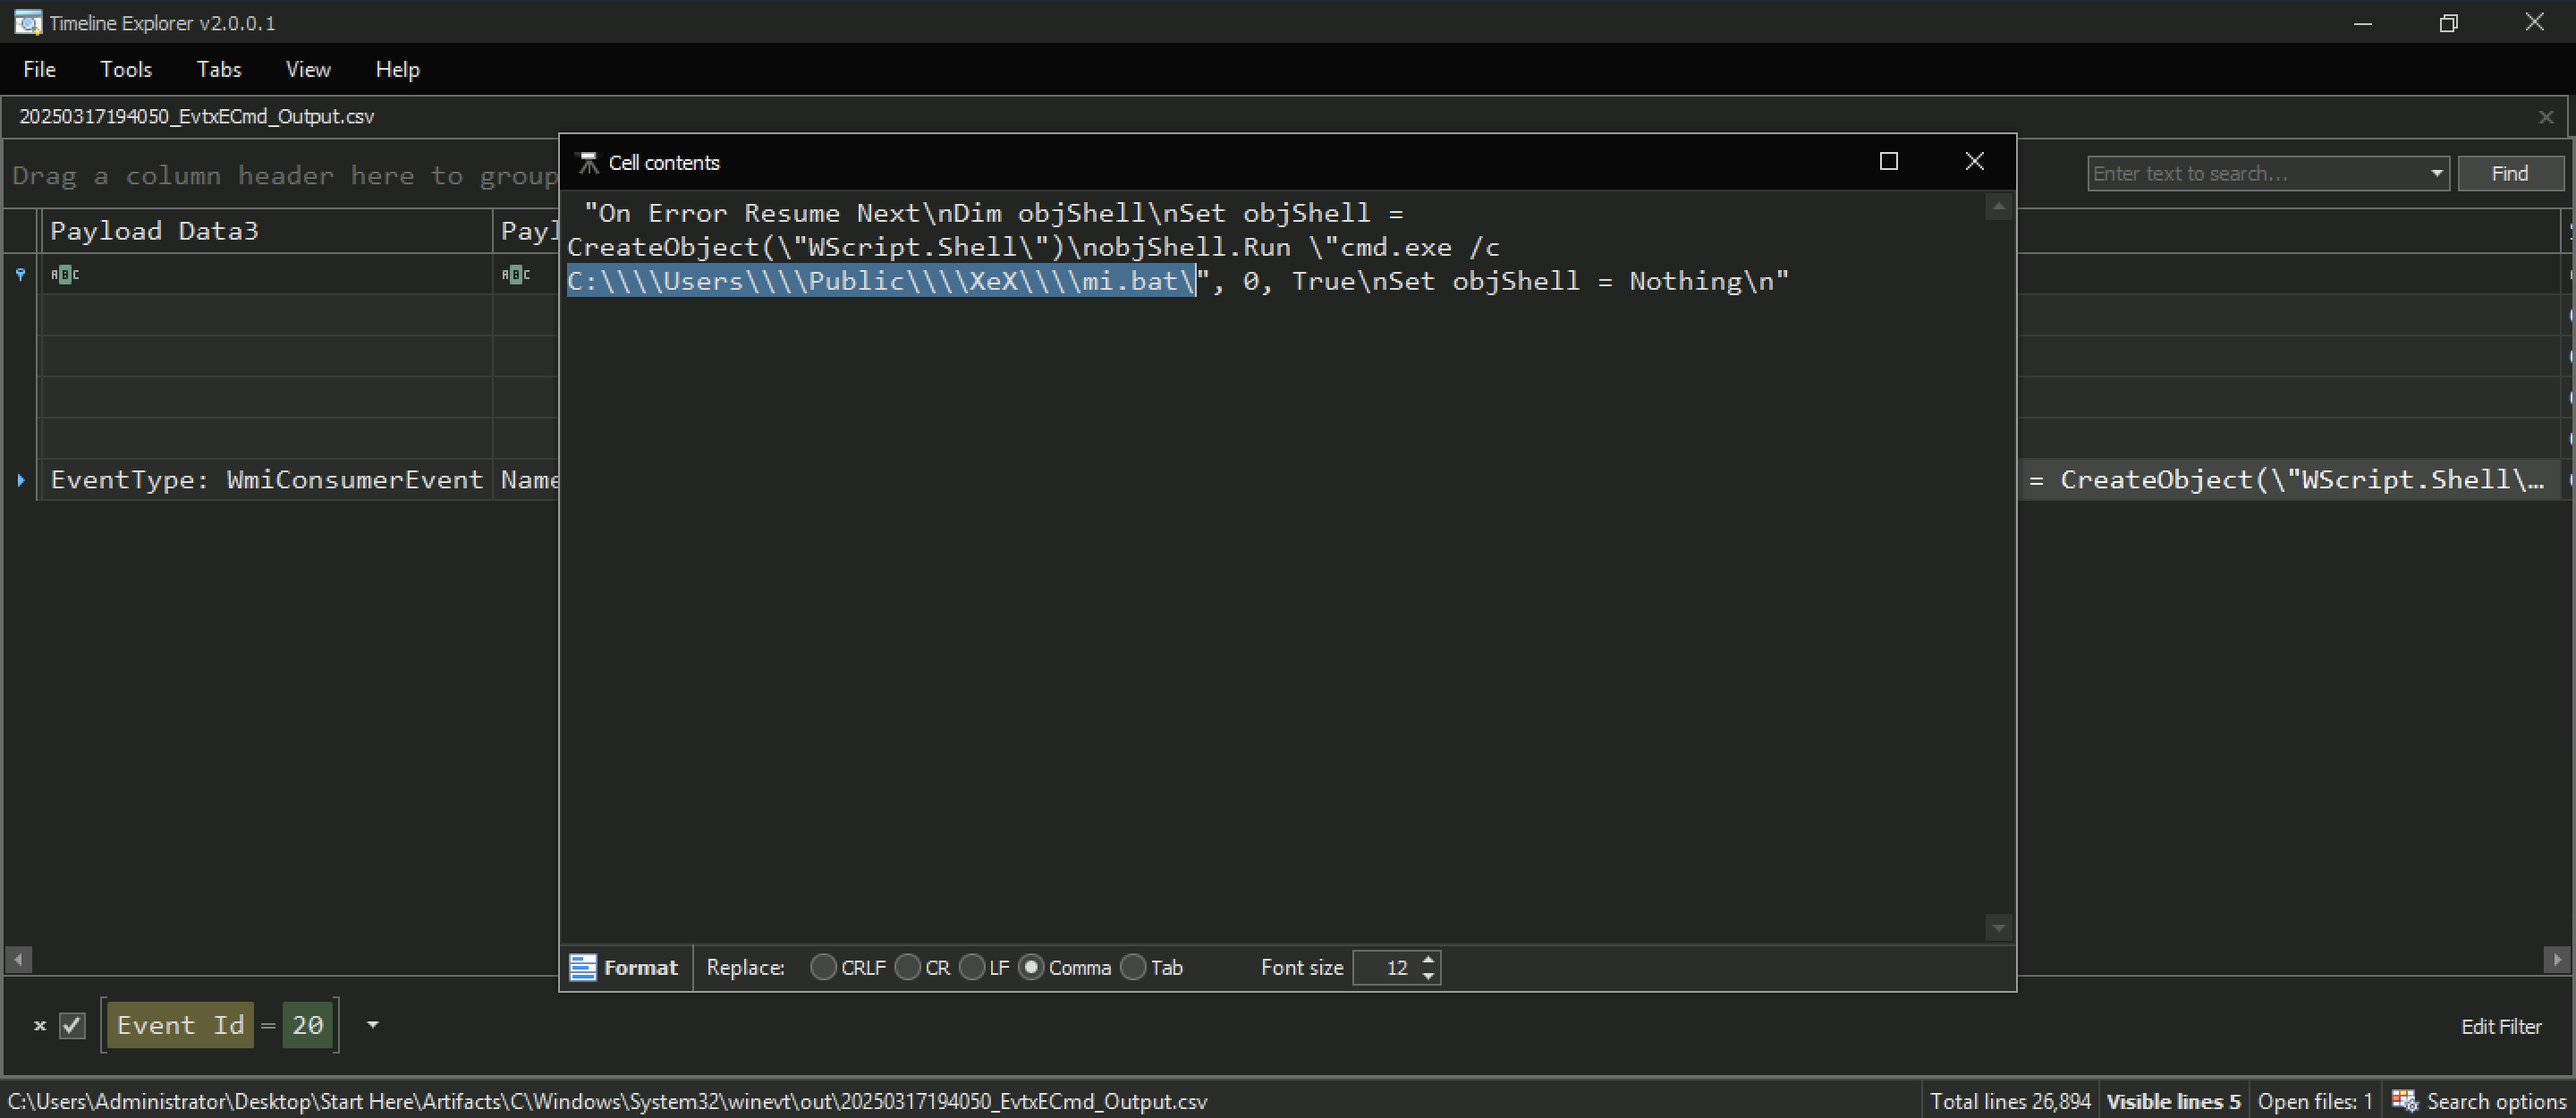 Timeline Explorer v2.0.0.1
File Tools Tabs View Help
20250317194050_EvtxECmd_Output.csv
Drag a column header here to group
Enter text to search...
Find
Cell contents
"On Error Resume Next\nDim objShell\nSet objShell =
CreateObject(\"WScript.Shell\")\nobjShell.Run \"cmd.exe /c
C:\\\\Users\\\\Public\\\\XeX\\\\mi.bat\", 0, True\nSet objShell = Nothing\n"
Payload Data3
Payl
EventType: WmiConsumerEvent
Name
= CreateObject(\"WScript.Shell\…
Format Replace: CRLF CR LF Comma Tab Font size 12
x Event Id = 20
Edit Filter
C:\Users\Administrator\Desktop\Start Here\Artifacts\C\Windows\System32\winevt\out\20250317194050_EvtxECmd_Output.csv
Total lines 26,894 Visible lines 5 Open files: 1 Search options